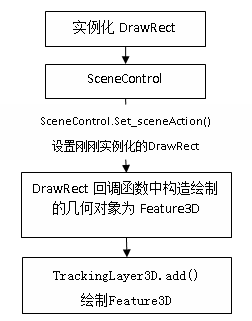 实例化 DrawRect
SceneControl
SceneControl.Set_sceneAction()
设置刚刚实例化的DrawRect
DrawRect 回调函数中构造绘制
的几何对象为 Feature3D
TrackingLayer3D.add()
绘制Feature3D